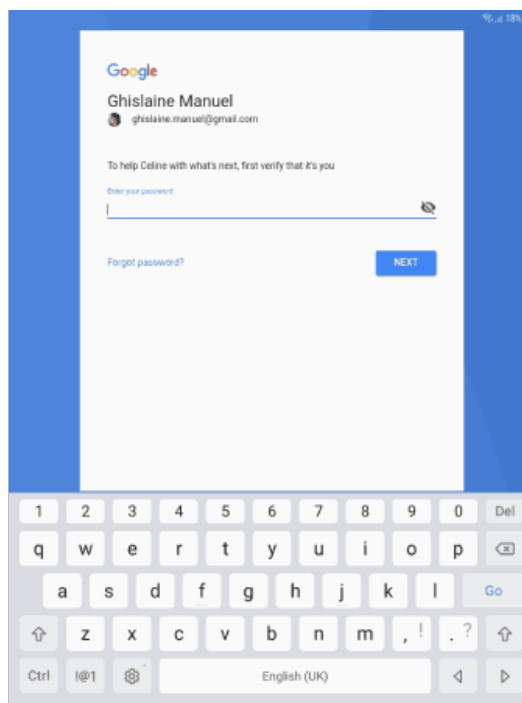 18%
Google
Ghislaine Manuel
ghislaine.manuel@gmail.com
To help Celine with what's next, first verify that it's you
Enter your password
Forgot password?
NEXT
1 2 3 4 5 6 7 8 9 0 Del
q w e r t y u i o p
a s d f g h j k l Go
z x c v b n m , ! . ?
Ctrl !@1 English (UK)